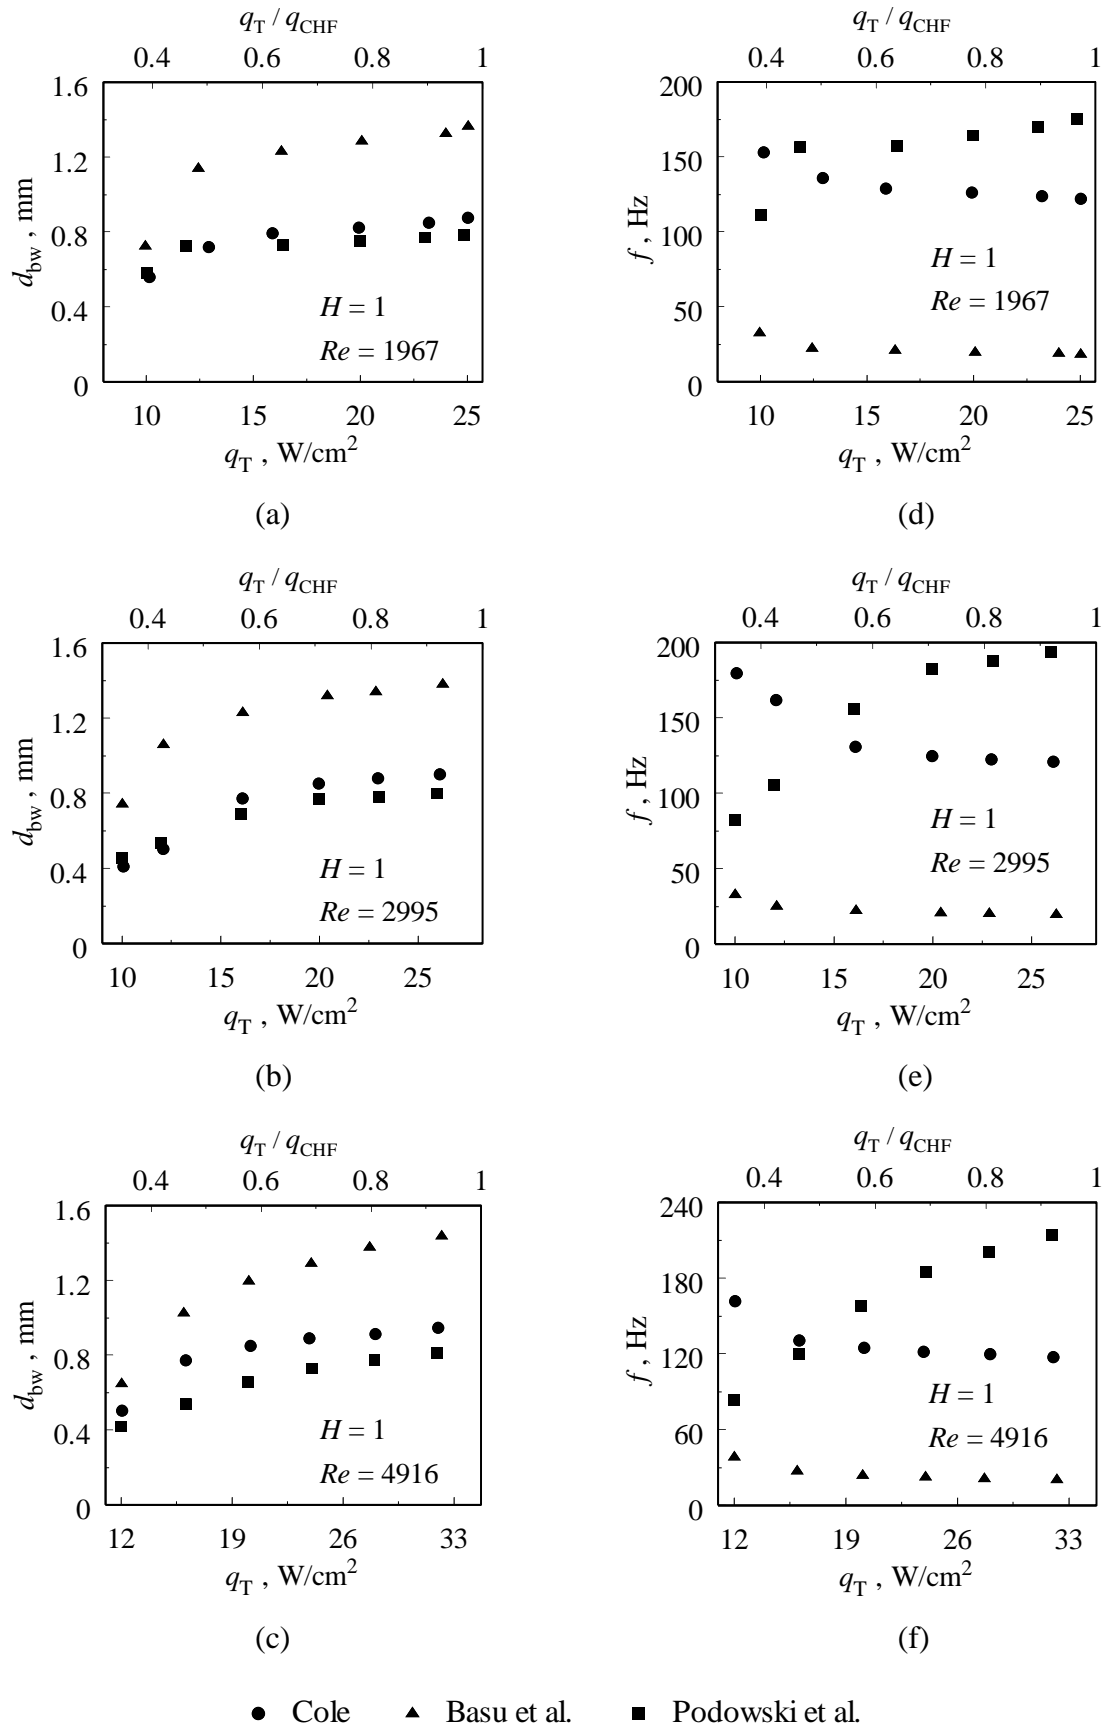 q_T / q_CHF
0.4 0.6 0.8 1
1.6
1.2
0.8
0.4
0
d_bw , mm
H = 1
Re = 1967
10 15 20 25
q_T , W/cm²
(a)
q_T / q_CHF
0.4 0.6 0.8 1
200
150
100
50
0
f , Hz
H = 1
Re = 1967
10 15 20 25
q_T , W/cm²
(d)
q_T / q_CHF
0.4 0.6 0.8 1
1.6
1.2
0.8
0.4
0
d_bw , mm
H = 1
Re = 2995
10 15 20 25
q_T , W/cm²
(b)
q_T / q_CHF
0.4 0.6 0.8 1
200
150
100
50
0
f , Hz
H = 1
Re = 2995
10 15 20 25
q_T , W/cm²
(e)
q_T / q_CHF
0.4 0.6 0.8 1
1.6
1.2
0.8
0.4
0
d_bw , mm
H = 1
Re = 4916
12 19 26 33
q_T , W/cm²
(c)
q_T / q_CHF
0.4 0.6 0.8 1
240
180
120
60
0
f , Hz
H = 1
Re = 4916
12 19 26 33
q_T , W/cm²
(f)
Cole Basu et al. Podowski et al.